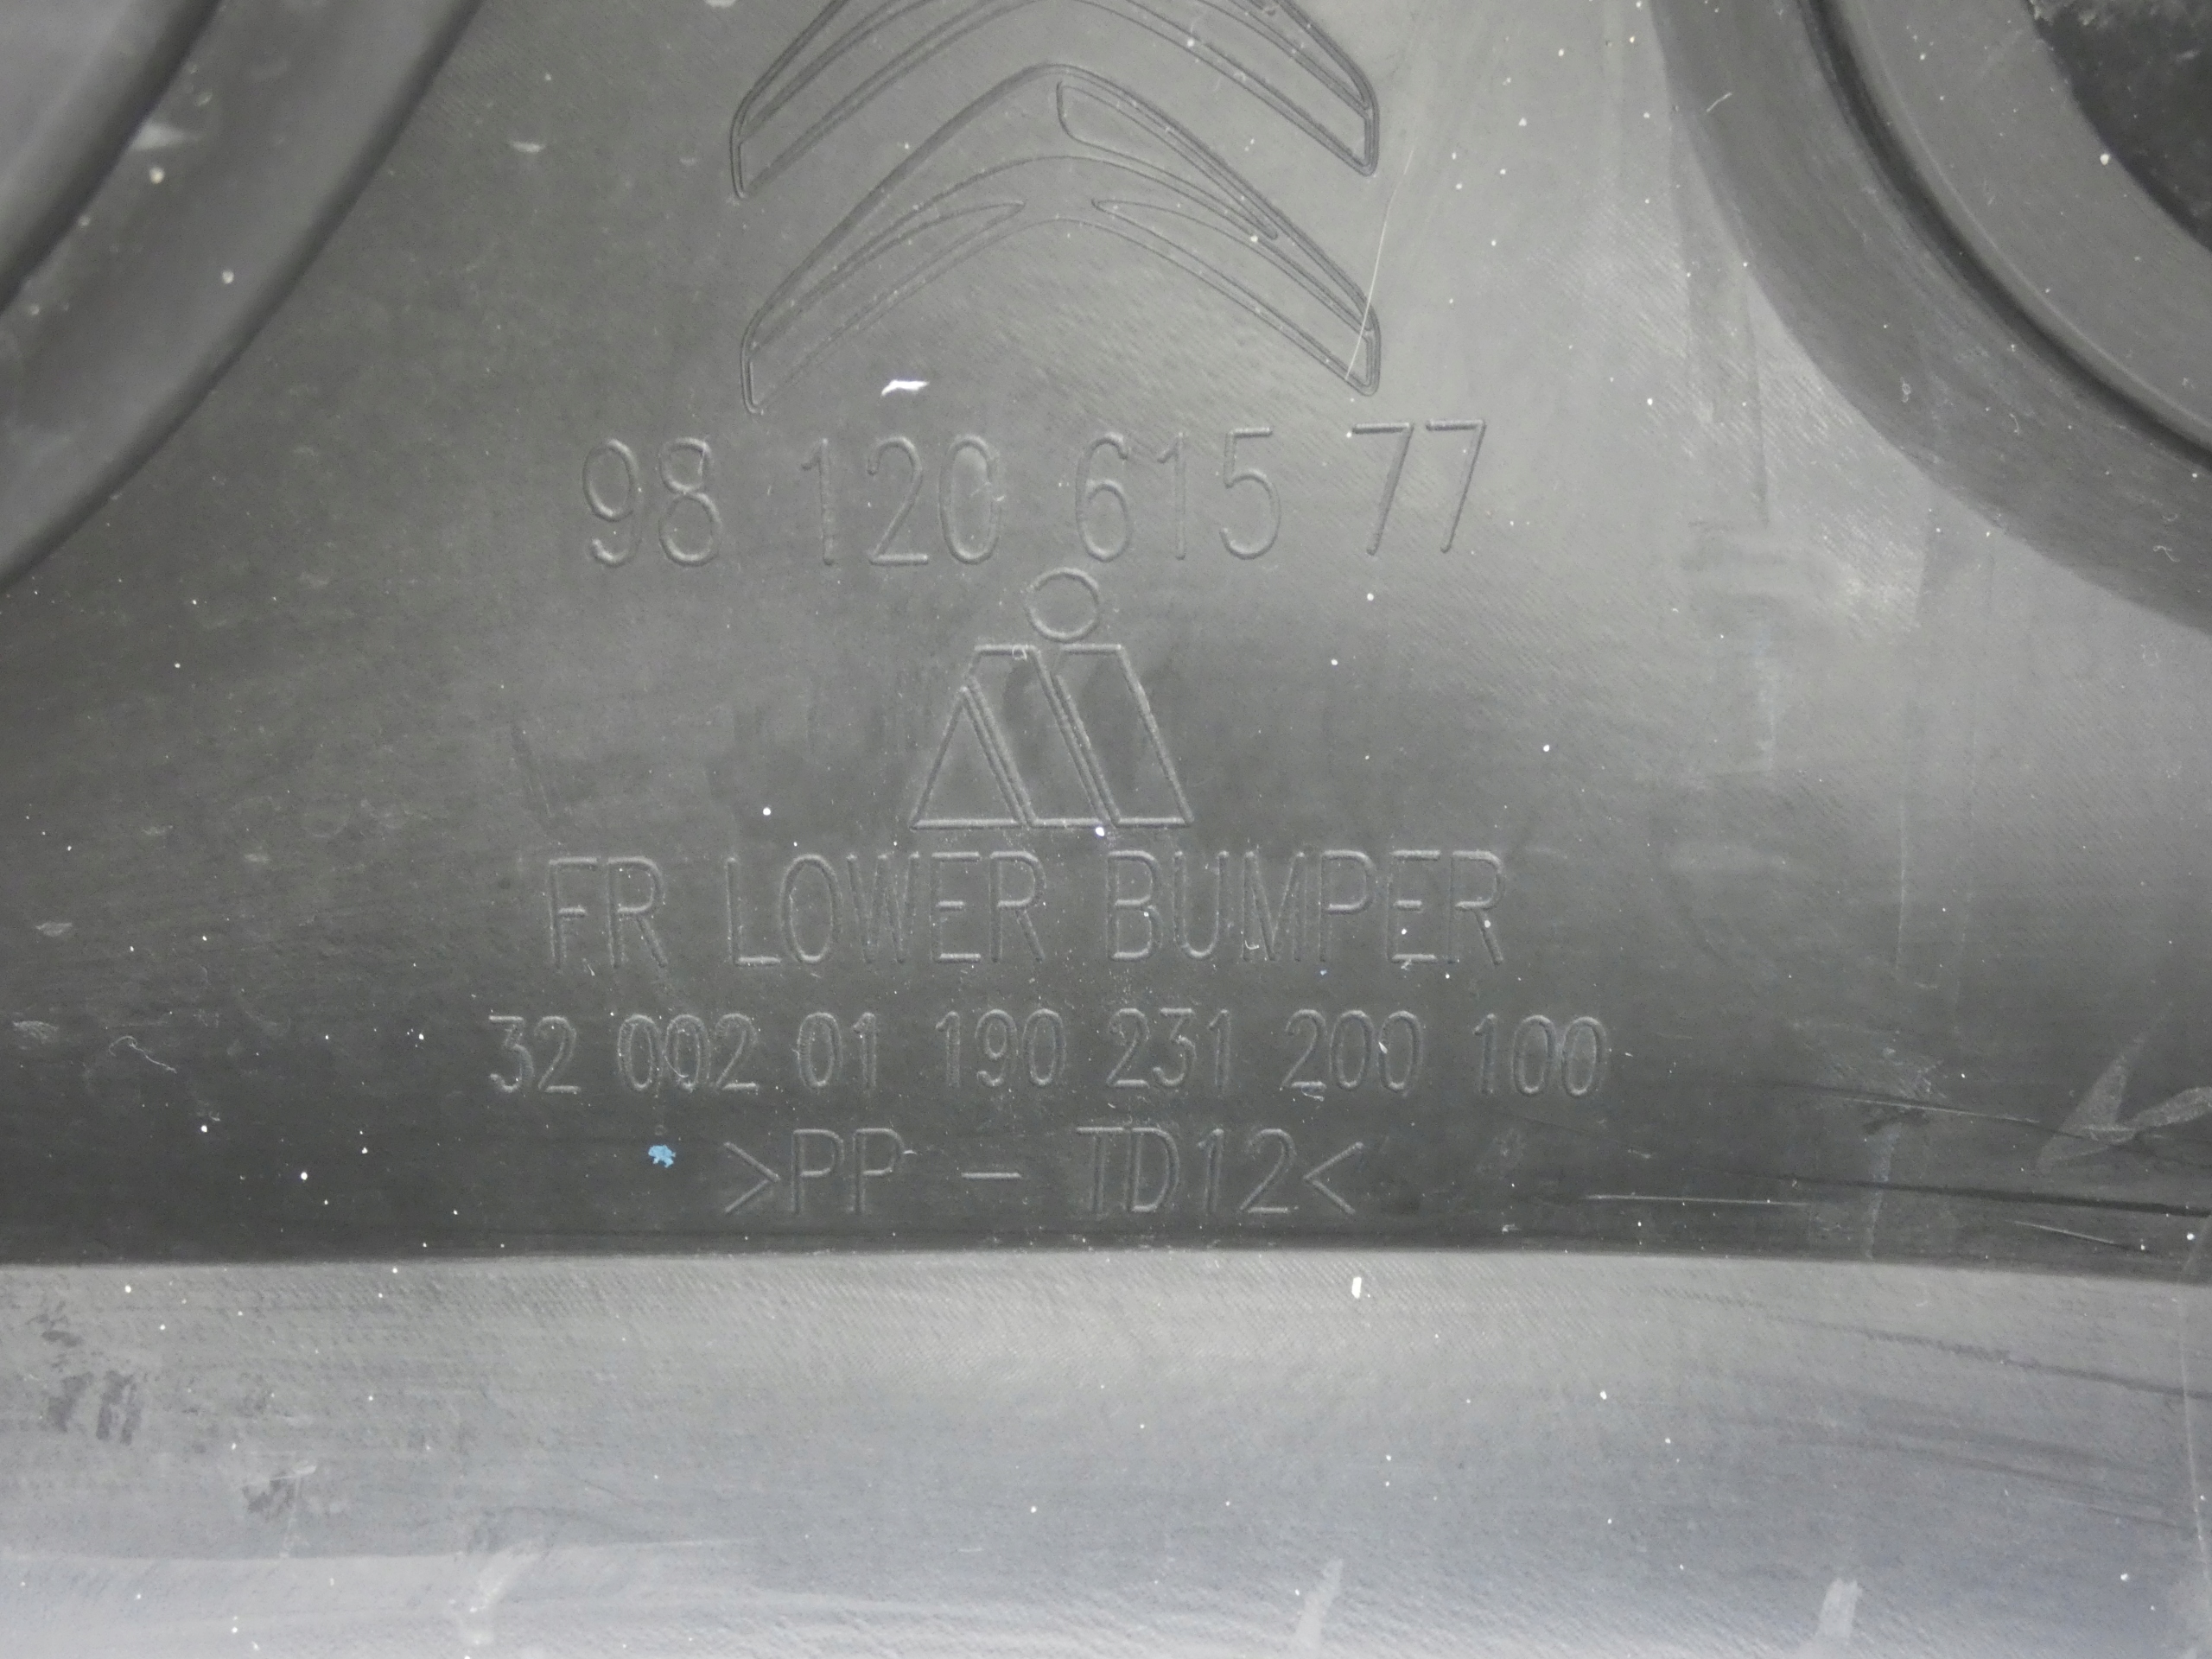 98 120 615 77
FR LOWER BUMPER
32 002 01 190 231 200 100
>PP - TD12<